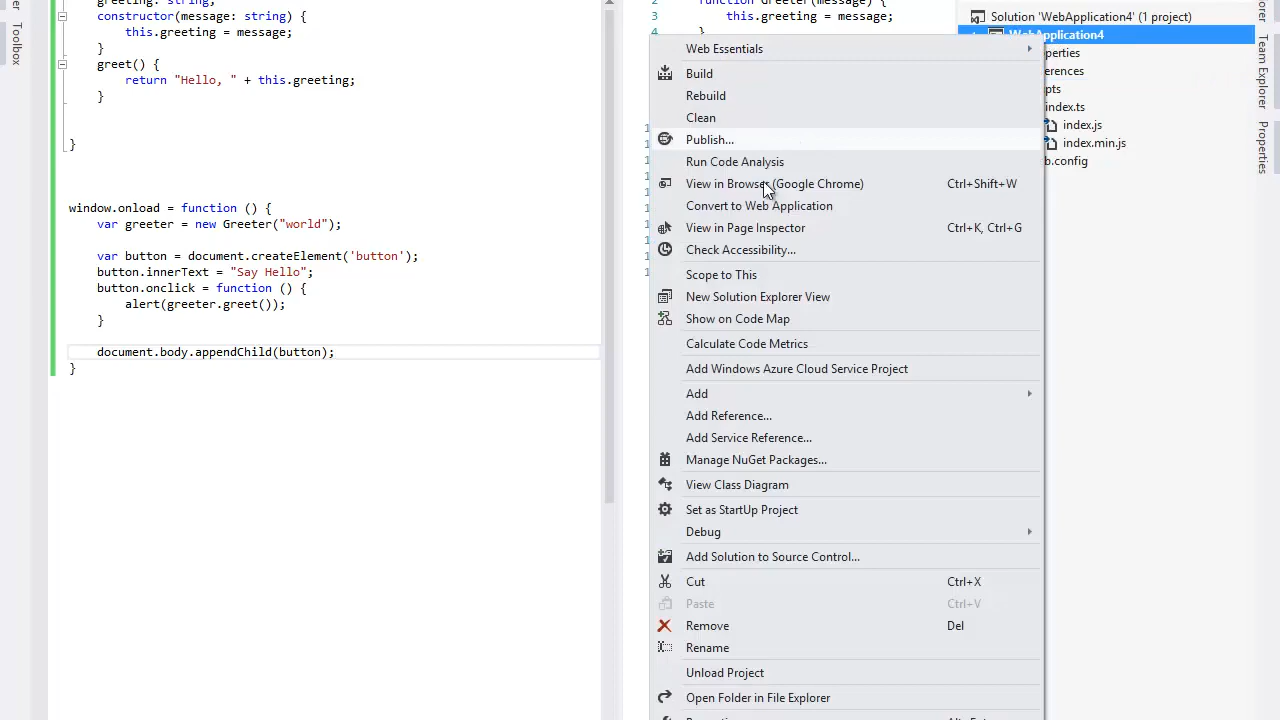 Toolbox
greeting: string;
constructor(message: string) {
this.greeting = message;
}
greet() {
return "Hello, " + this.greeting;
}
}
window.onload = function () {
var greeter = new Greeter("world");
var button = document.createElement('button');
button.innerText = "Say Hello";
button.onclick = function () {
alert(greeter.greet());
}
document.body.appendChild(button);
}
2 function Greeter(message) {
3 this.greeting = message;
4 }
Web Essentials
Build
Rebuild
Clean
Publish...
Run Code Analysis
View in Browser (Google Chrome) Ctrl+Shift+W
Convert to Web Application
View in Page Inspector Ctrl+K, Ctrl+G
Check Accessibility...
Scope to This
New Solution Explorer View
Show on Code Map
Calculate Code Metrics
Add Windows Azure Cloud Service Project
Add
Add Reference...
Add Service Reference...
Manage NuGet Packages...
View Class Diagram
Set as StartUp Project
Debug
Add Solution to Source Control...
Cut Ctrl+X
Paste Ctrl+V
Remove Del
Rename
Unload Project
Open Folder in File Explorer
Solution 'WebApplication4' (1 project)
WebApplication4
perties
erences
pts
index.ts
index.js
index.min.js
b.config
Team Explorer
Properties